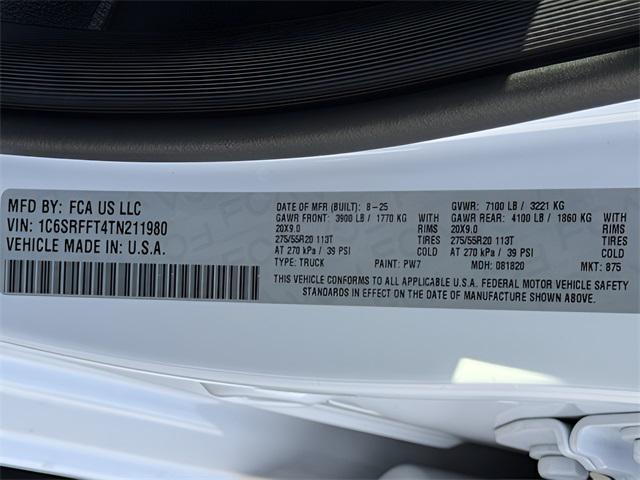 MFD BY: FCA US LLC
VIN: 1C6SRFFT4TN211980
VEHICLE MADE IN: U.S.A.
DATE OF MFR (BUILT): 8-25
GAWR FRONT: 3900 LB / 1770 KG WITH
20X9.0 RIMS
275/55R20 113T TIRES
AT 270 kPa / 39 PSI COLD
TYPE: TRUCK PAINT: PW7
GVWR: 7100 LB / 3221 KG
GAWR REAR: 4100 LB / 1860 KG WITH
20X9.0 RIMS
275/55R20 113T TIRES
AT 270 kPa / 39 PSI COLD
MDH: 081820 MKT: 875
THIS VEHICLE CONFORMS TO ALL APPLICABLE U.S.A. FEDERAL MOTOR VEHICLE SAFETY
STANDARDS IN EFFECT ON THE DATE OF MANUFACTURE SHOWN ABOVE.